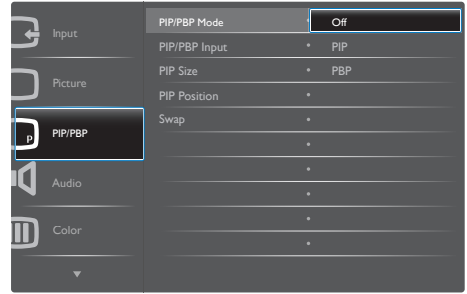 Input
Picture
P
PIP/PBP
Audio
Color
PIP/PBP Mode
PIP/PBP Input
PIP Size
PIP Position
Swap
Off
PIP
PBP